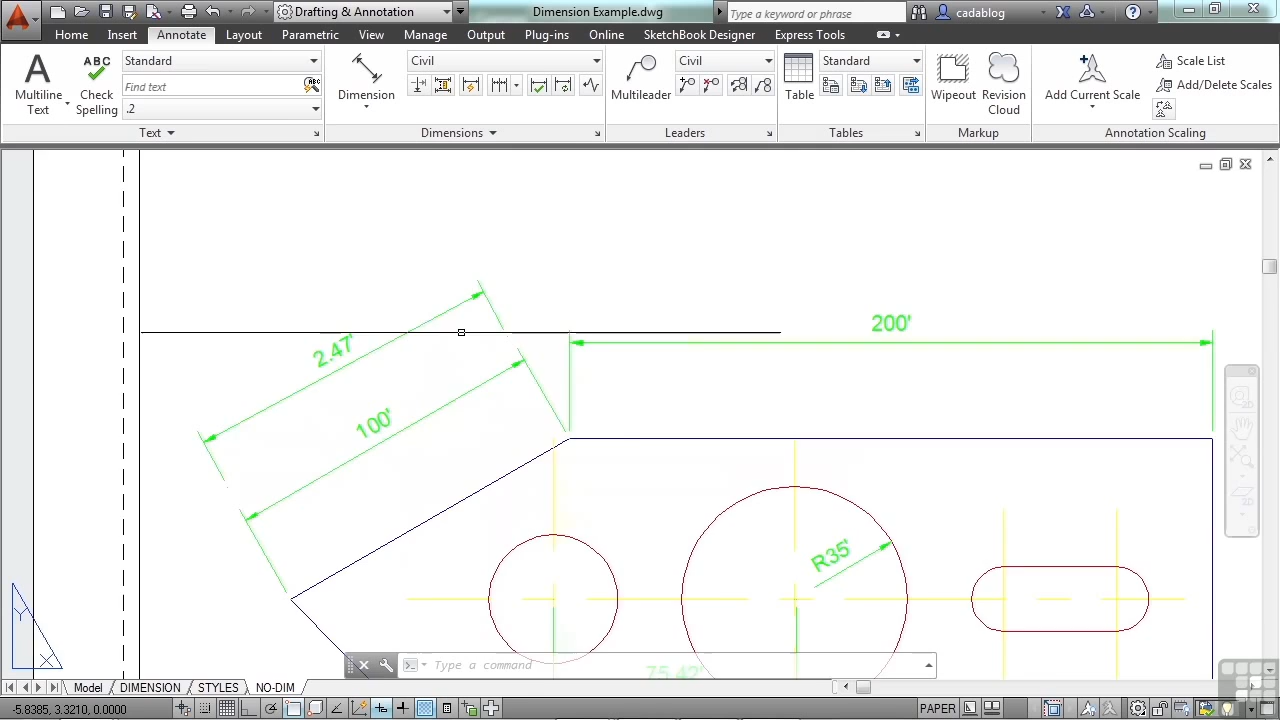 Drafting & Annotation
Dimension Example.dwg
Type a keyword or phrase
cadablog
Home Insert Annotate Layout Parametric View Manage Output Plug-ins Online SketchBook Designer Express Tools
A
Multiline
Text
ABC
Check
Spelling
Standard
Find text
.2
Text
Dimension
Civil
Dimensions
Multileader
Civil
Leaders
Table
Standard
Tables
Wipeout
Revision
Cloud
Markup
Add Current Scale
Scale List
Add/Delete Scales
Annotation Scaling
2.47'
200'
100'
R35'
75.42'
Y
X
2D
Type a command
Model DIMENSION STYLES NO-DIM
-5.8385, 3.3210, 0.0000
PAPER